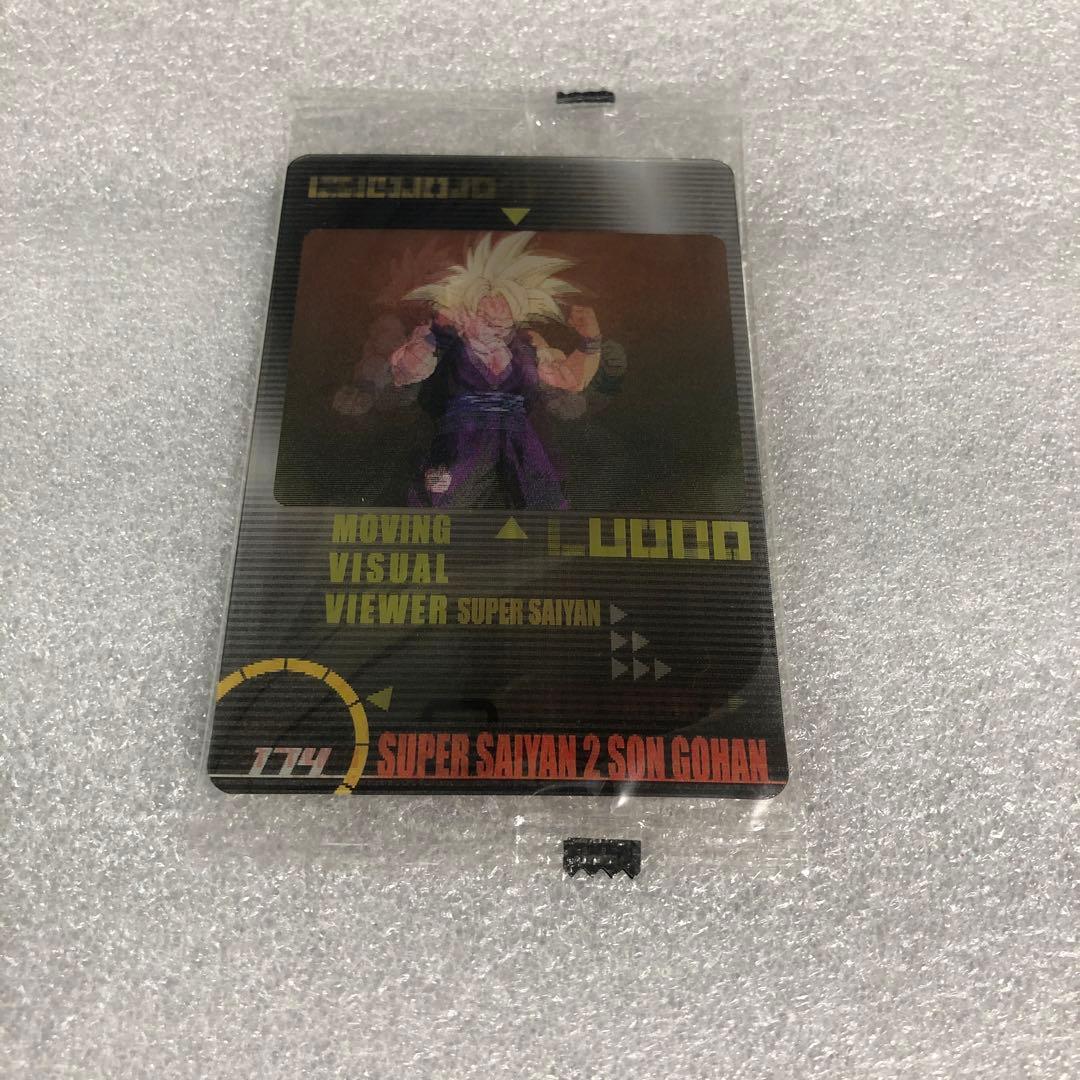 MOVING
VISUAL
VIEWER SUPER SAIYAN
174
SUPER SAIYAN 2 SON GOHAN